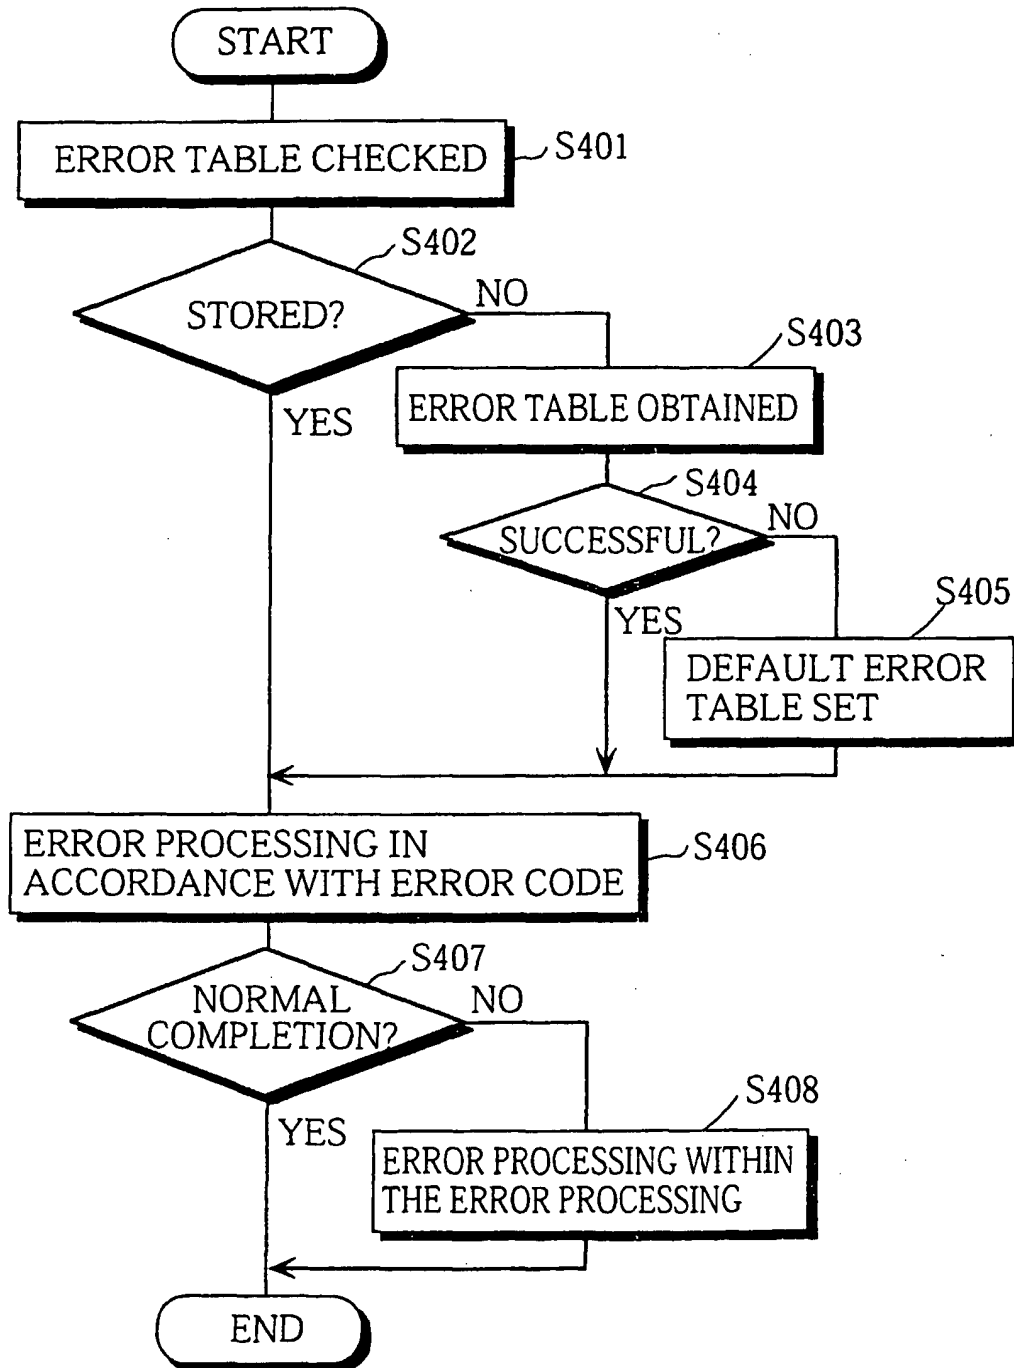 START
ERROR TABLE CHECKED
S401
S402
STORED?
NO
YES
S403
ERROR TABLE OBTAINED
S404
SUCCESSFUL?
NO
YES
S405
DEFAULT ERROR
TABLE SET
ERROR PROCESSING IN
ACCORDANCE WITH ERROR CODE
S406
S407
NORMAL
COMPLETION?
NO
YES
S408
ERROR PROCESSING WITHIN
THE ERROR PROCESSING
END